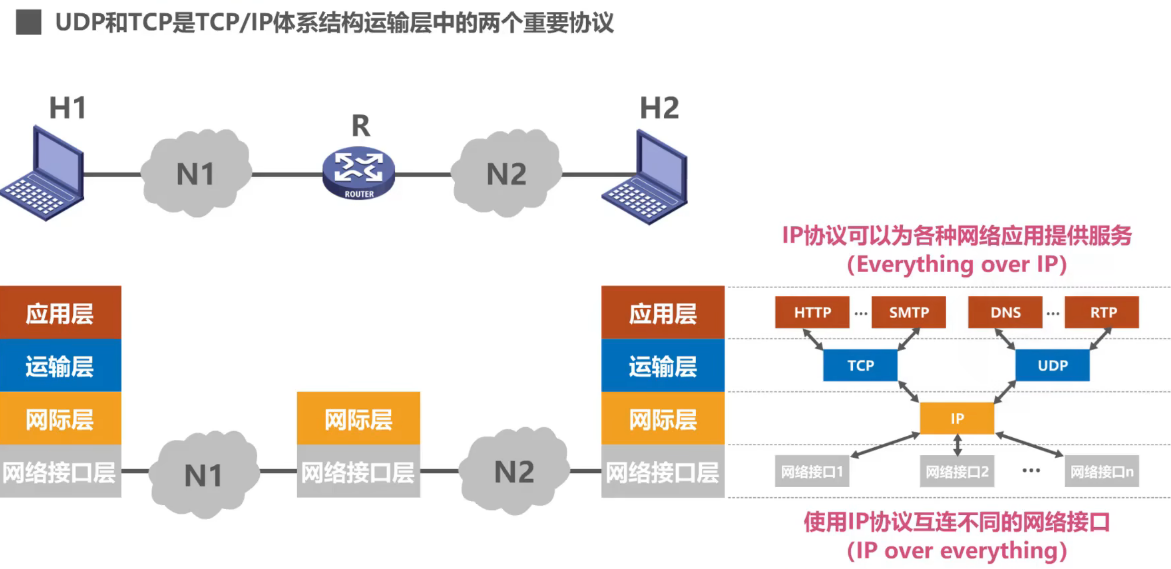 UDP和TCP是TCP/IP体系结构运输层中的两个重要协议
H1
R
H2
N1
ROUTER
N2
IP协议可以为各种网络应用提供服务
(Everything over IP)
应用层
运输层
网际层
网络接口层
N1
网际层
网络接口层
N2
应用层
运输层
网际层
网络接口层
HTTP ... SMTP DNS ... RTP
TCP UDP
IP
网络接口1 网络接口2 ... 网络接口n
使用IP协议互连不同的网络接口
(IP over everything)